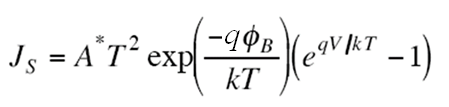 J_S = A^* T^2 exp(-qϕ_B / kT)(e^{qV/kT} - 1)